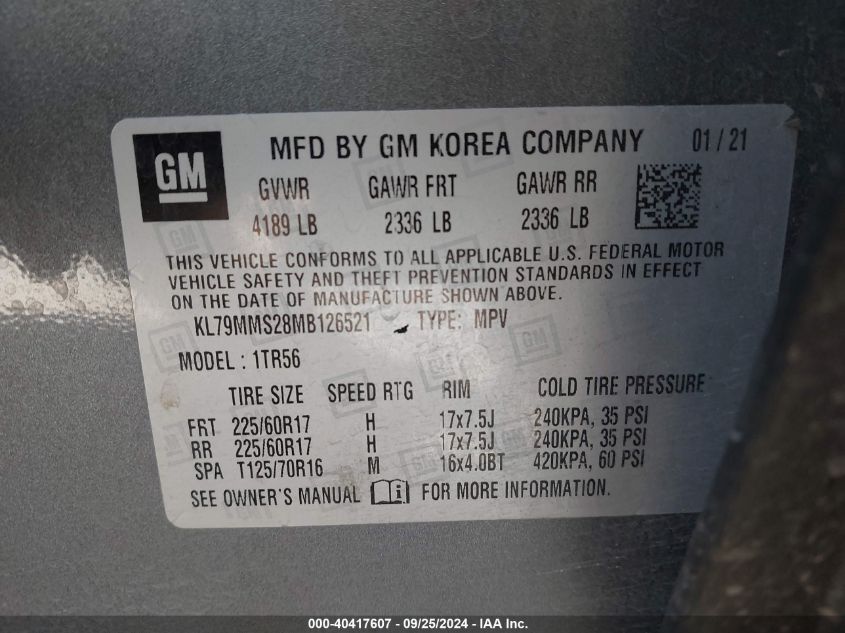 GM MFD BY GM KOREA COMPANY 01/21
GVWR GAWR FRT GAWR RR
4189 LB 2336 LB 2336 LB
THIS VEHICLE CONFORMS TO ALL APPLICABLE U.S. FEDERAL MOTOR
VEHICLE SAFETY AND THEFT PREVENTION STANDARDS IN EFFECT
ON THE DATE OF MANUFACTURE SHOWN ABOVE.
KL79MMS28MB126521 TYPE: MPV
MODEL: 1TR56
TIRE SIZE SPEED RTG RIM COLD TIRE PRESSURE
FRT 225/60R17 H 17x7.5J 240KPA, 35 PSI
RR 225/60R17 H 17x7.5J 240KPA, 35 PSI
SPA T125/70R16 M 16x4.0BT 420KPA, 60 PSI
SEE OWNER'S MANUAL i FOR MORE INFORMATION.
000-40417607 - 09/25/2024 - IAA Inc.